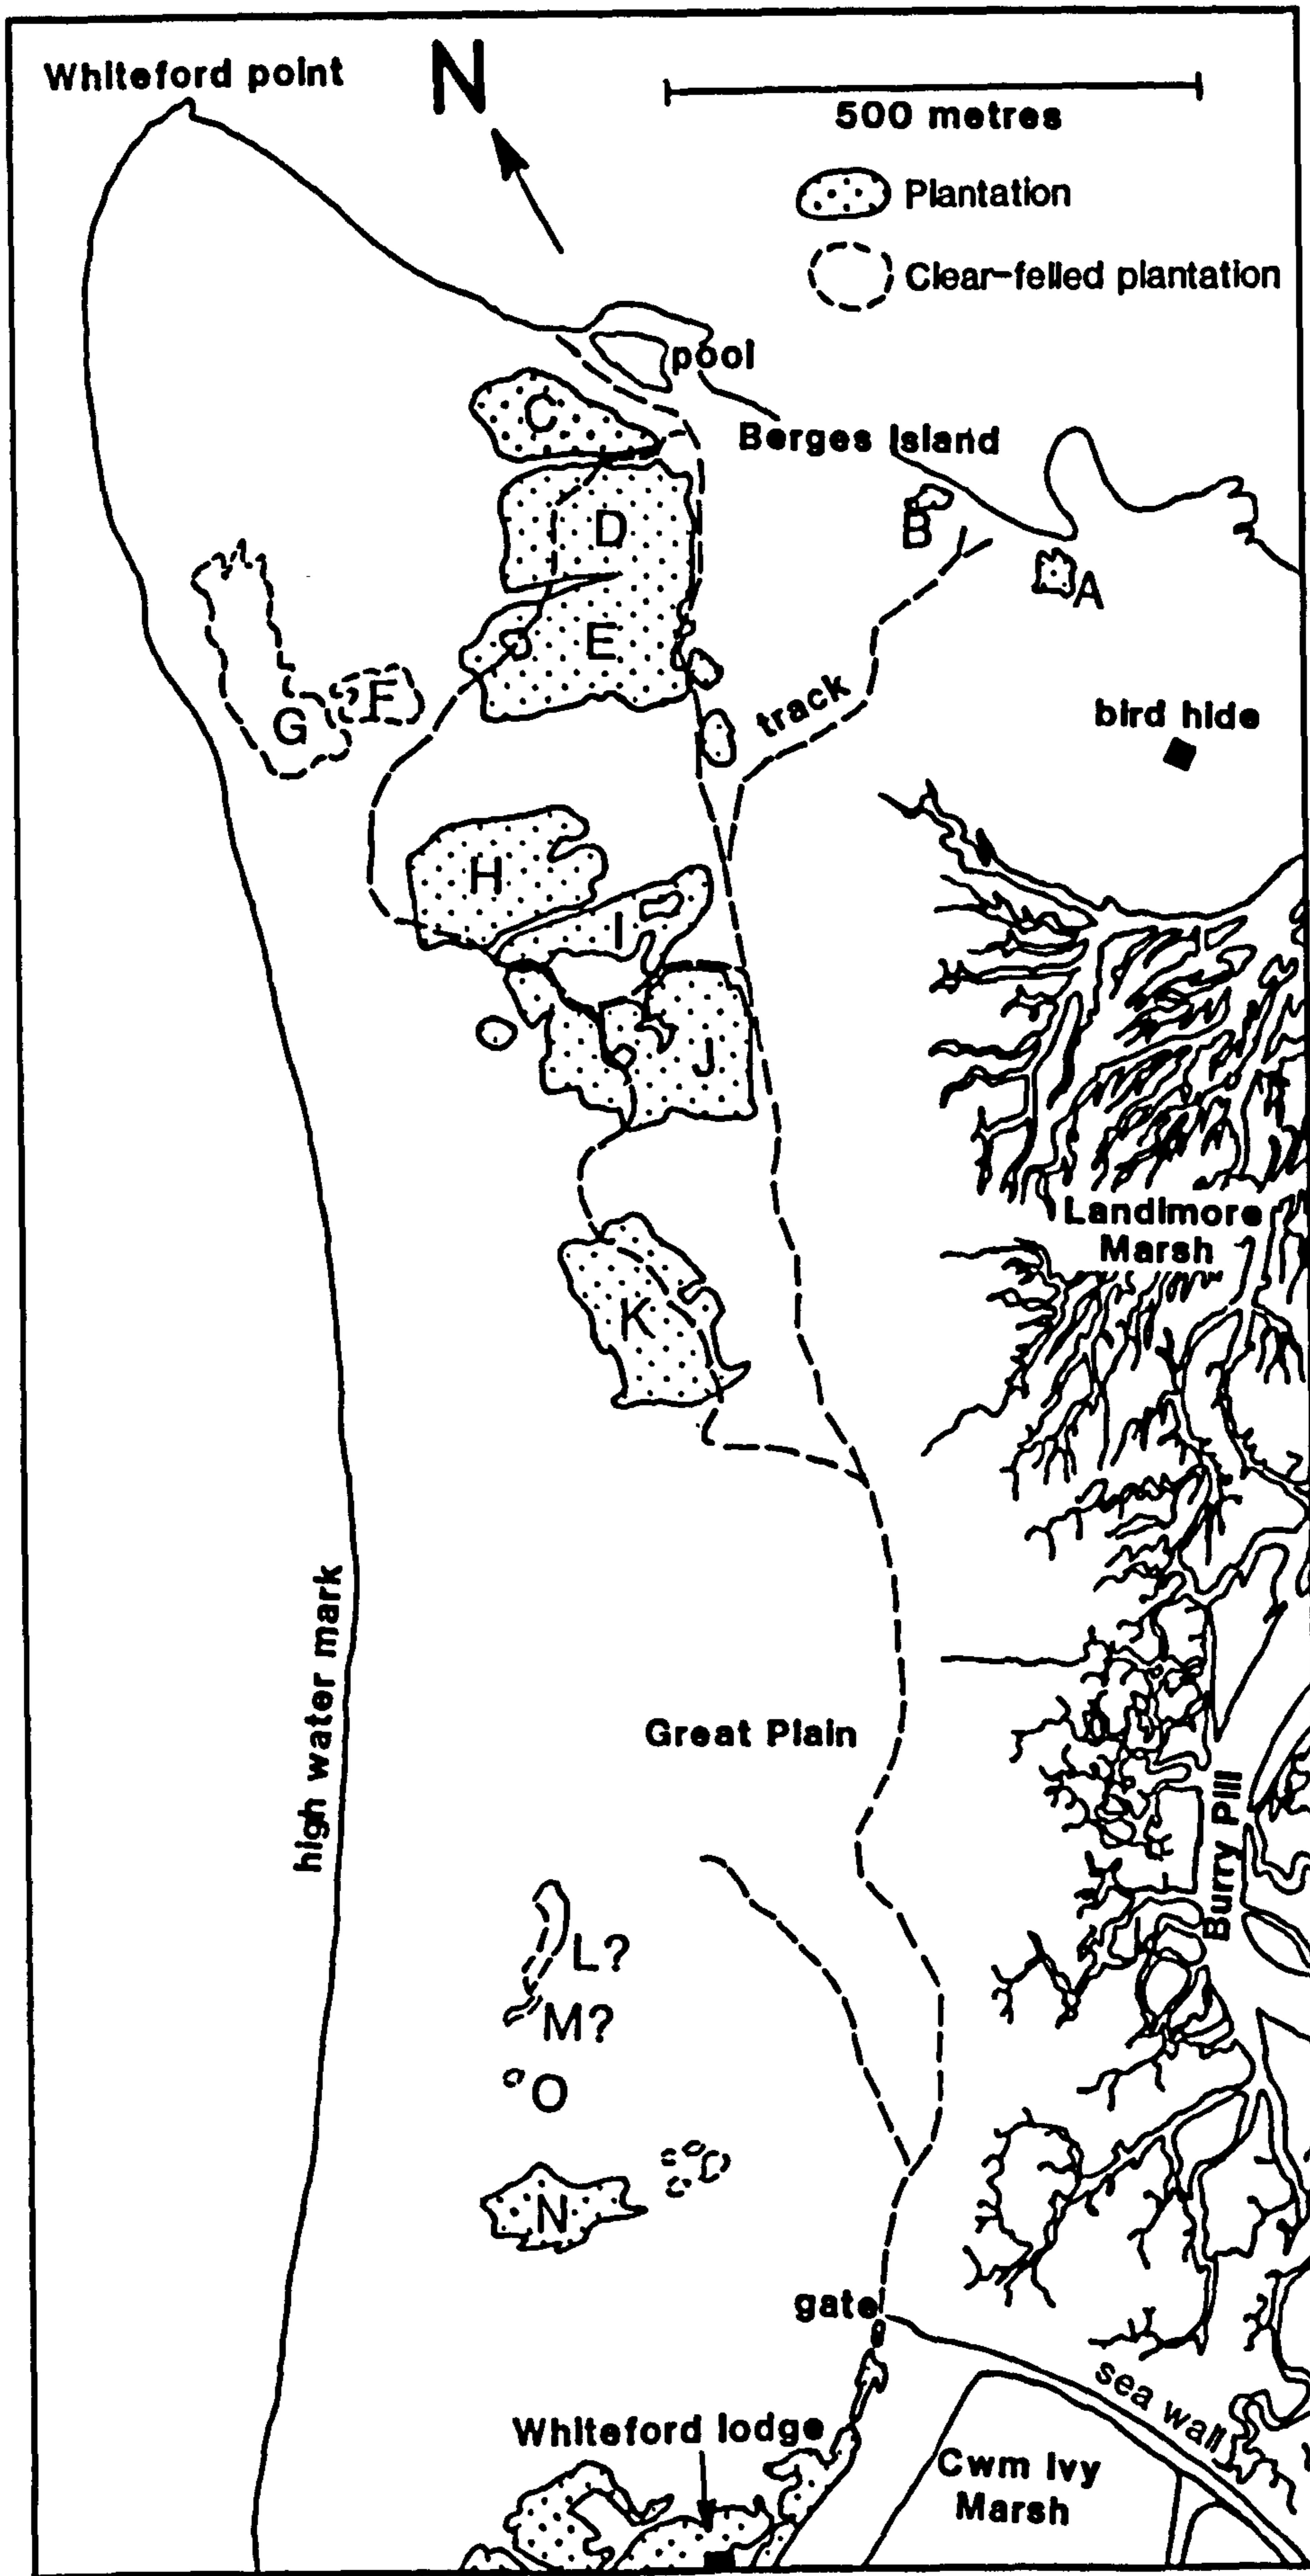 Whiteford point
N
500 metres
Plantation
Clear-felled plantation
pool
C
Berges Island
B
D
A
E
track
F
G
bird hide
H
I
J
Landimore
Marsh
K
high water mark
Great Plain
Burry Pill
L?
M?
O
N
gate
sea wall
Whiteford lodge
Cwm Ivy
Marsh